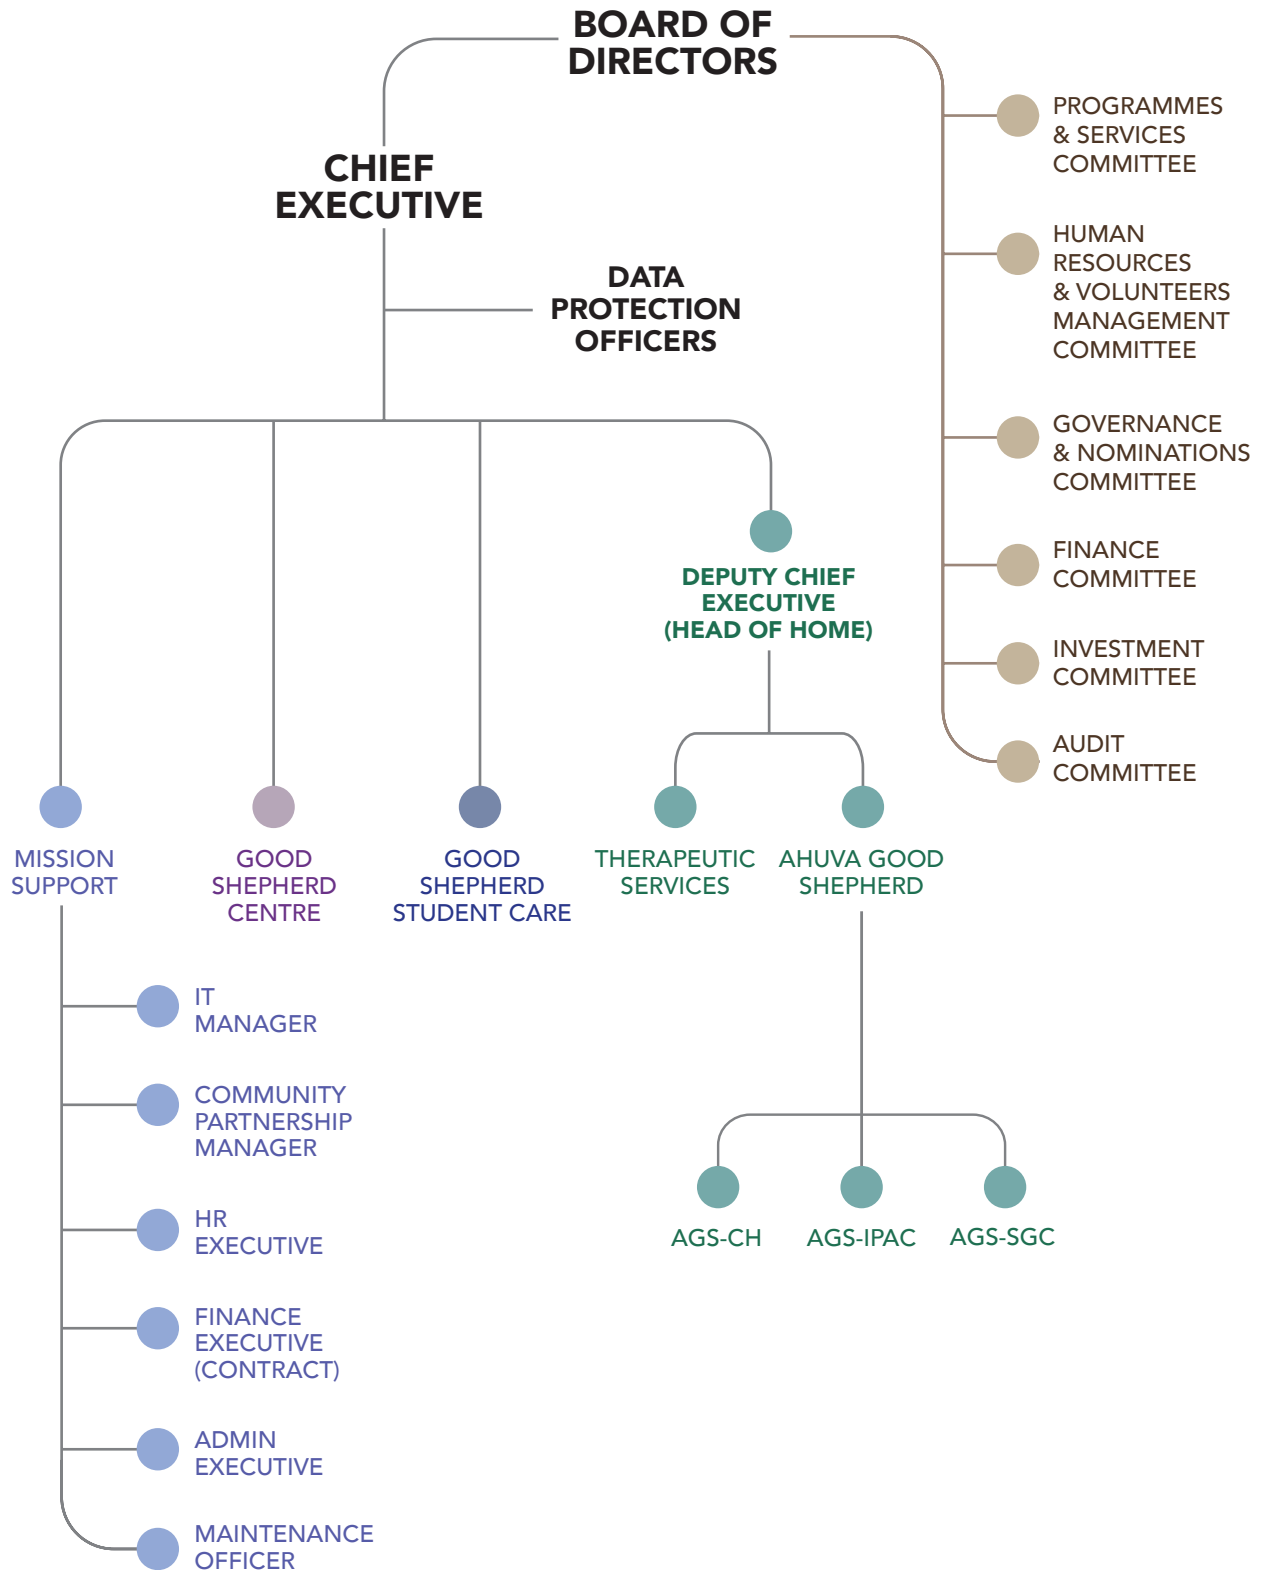 BOARD OF
DIRECTORS
CHIEF
EXECUTIVE
DATA
PROTECTION
OFFICERS
PROGRAMMES
& SERVICES
COMMITTEE
HUMAN
RESOURCES
& VOLUNTEERS
MANAGEMENT
COMMITTEE
GOVERNANCE
& NOMINATIONS
COMMITTEE
FINANCE
COMMITTEE
INVESTMENT
COMMITTEE
AUDIT
COMMITTEE
DEPUTY CHIEF
EXECUTIVE
(HEAD OF HOME)
MISSION
SUPPORT
GOOD
SHEPHERD
CENTRE
GOOD
SHEPHERD
STUDENT CARE
THERAPEUTIC
SERVICES
AHUVA GOOD
SHEPHERD
IT
MANAGER
COMMUNITY
PARTNERSHIP
MANAGER
HR
EXECUTIVE
FINANCE
EXECUTIVE
(CONTRACT)
ADMIN
EXECUTIVE
MAINTENANCE
OFFICER
AGS-CH
AGS-IPAC
AGS-SGC